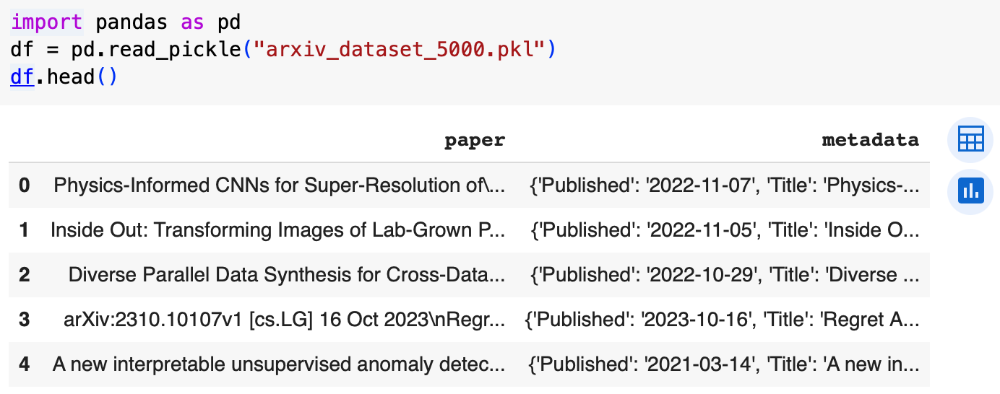 import pandas as pd
df = pd.read_pickle("arxiv_dataset_5000.pkl")
df.head()
paper metadata
0 Physics-Informed CNNs for Super-Resolution of\... {'Published': '2022-11-07', 'Title': 'Physics-...
1 Inside Out: Transforming Images of Lab-Grown P... {'Published': '2022-11-05', 'Title': 'Inside O...
2 Diverse Parallel Data Synthesis for Cross-Data... {'Published': '2022-10-29', 'Title': 'Diverse ...
3 arXiv:2310.10107v1 [cs.LG] 16 Oct 2023\nRegr... {'Published': '2023-10-16', 'Title': 'Regret A...
4 A new interpretable unsupervised anomaly detec... {'Published': '2021-03-14', 'Title': 'A new in...